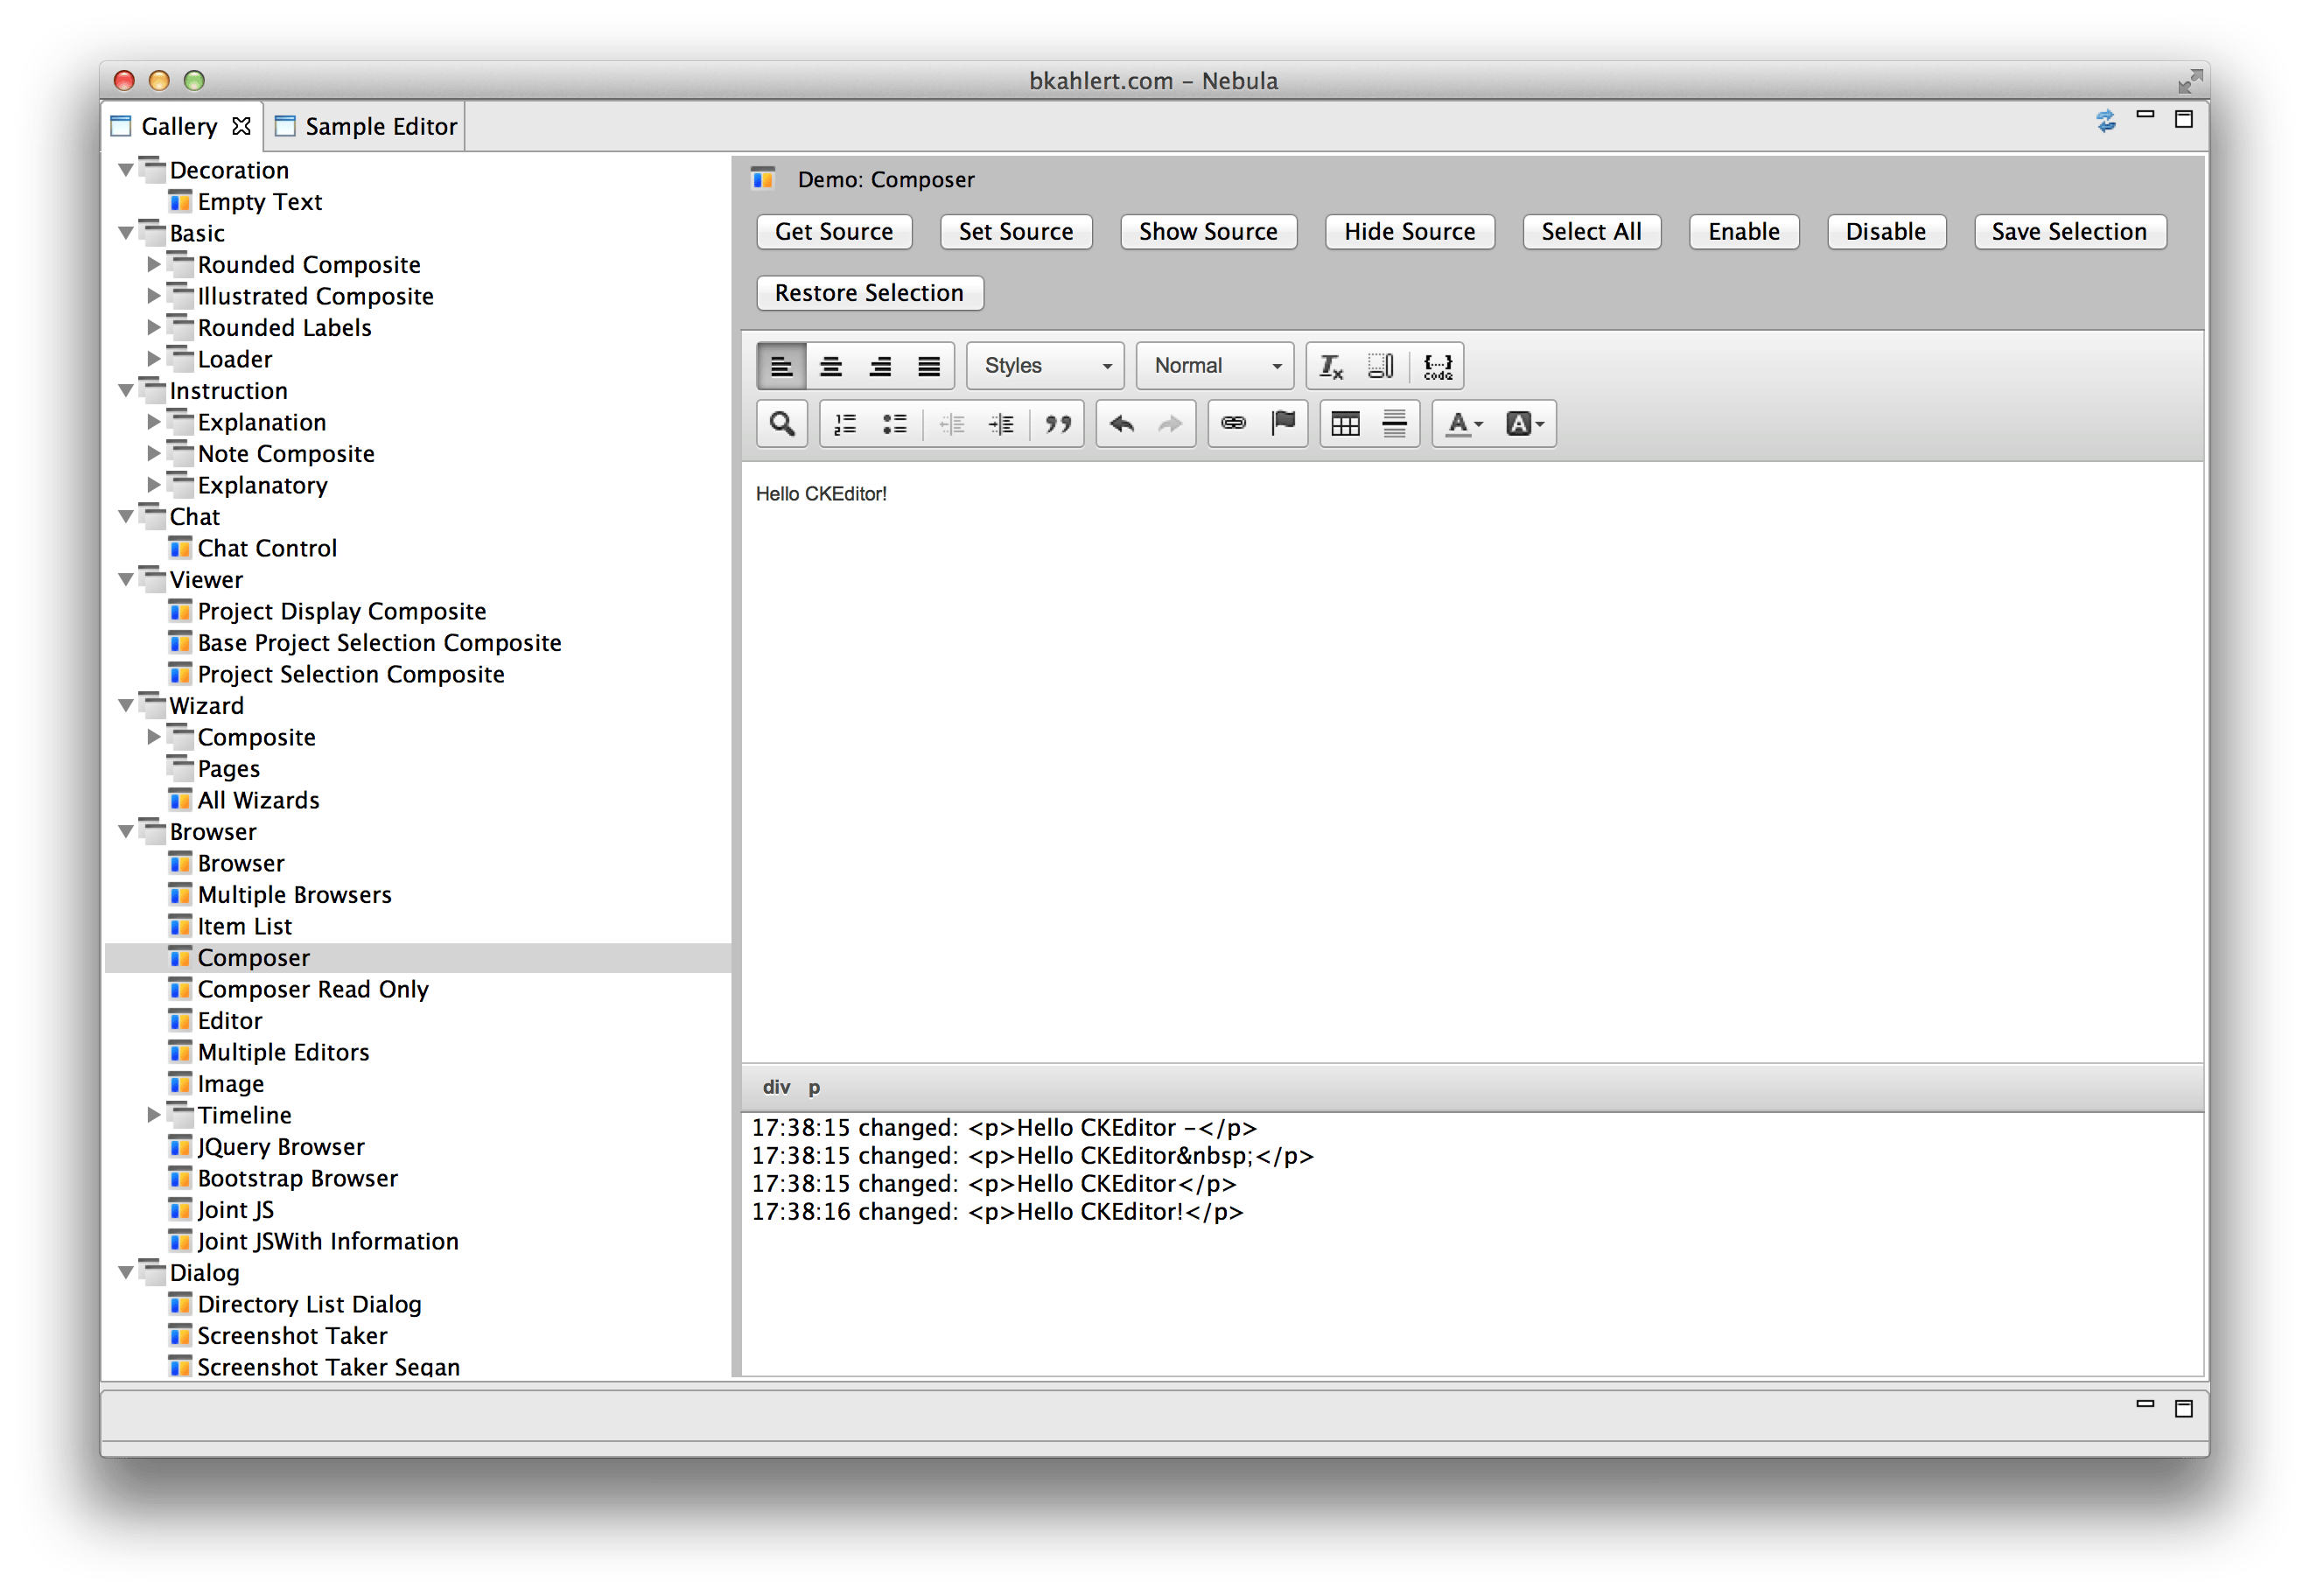 bkahlert.com – Nebula
Gallery
Sample Editor
Decoration
Empty Text
Basic
Rounded Composite
Illustrated Composite
Rounded Labels
Loader
Instruction
Explanation
Note Composite
Explanatory
Chat
Chat Control
Viewer
Project Display Composite
Base Project Selection Composite
Project Selection Composite
Wizard
Composite
Pages
All Wizards
Browser
Browser
Multiple Browsers
Item List
Composer
Composer Read Only
Editor
Multiple Editors
Image
Timeline
JQuery Browser
Bootstrap Browser
Joint JS
Joint JSWith Information
Dialog
Directory List Dialog
Screenshot Taker
Screenshot Taker Seqan
Demo: Composer
Get Source Set Source Show Source Hide Source Select All Enable Disable Save Selection
Restore Selection
Styles Normal
{...}
code
Hello CKEditor!
div p
17:38:15 changed: <p>Hello CKEditor –</p>
17:38:15 changed: <p>Hello CKEditor&nbsp;</p>
17:38:15 changed: <p>Hello CKEditor</p>
17:38:16 changed: <p>Hello CKEditor!</p>